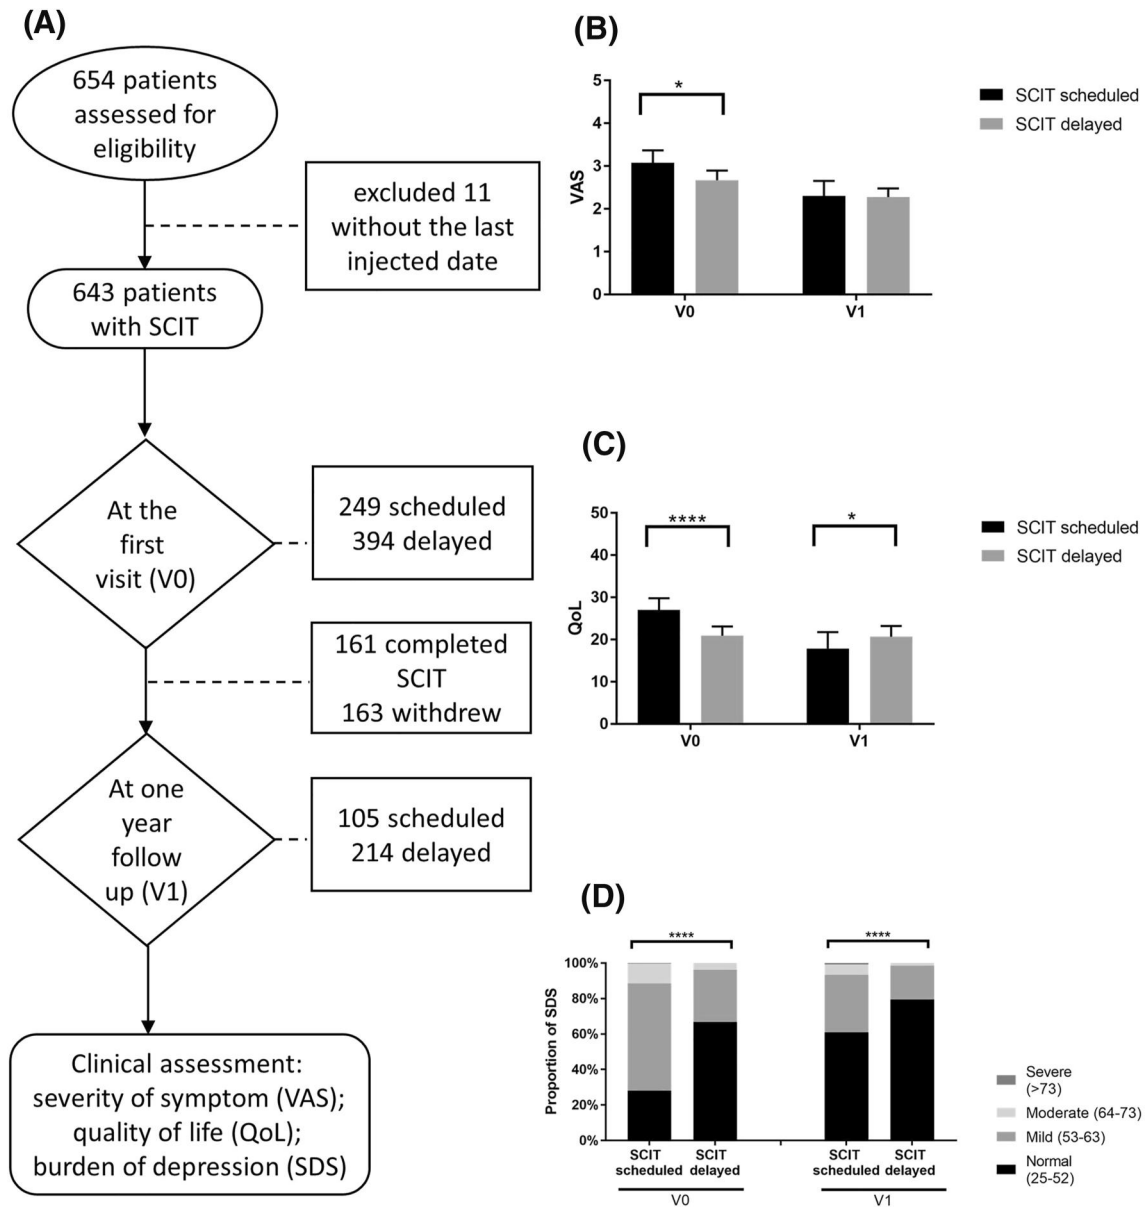 (A)
654 patients
assessed for
eligibility
excluded 11
without the last
injected date
643 patients
with SCIT
At the
first
visit (V0)
249 scheduled
394 delayed
161 completed
SCIT
163 withdrew
At one
year
follow
up (V1)
105 scheduled
214 delayed
Clinical assessment:
severity of symptom (VAS);
quality of life (QoL);
burden of depression (SDS)
(B)
5
4
3
2
1
0
VAS
*
V0
V1
SCIT scheduled
SCIT delayed
(C)
50
40
30
20
10
0
QoL
****
*
V0
V1
SCIT scheduled
SCIT delayed
(D)
100%
80%
60%
40%
20%
0%
Proportion of SDS
****
****
SCIT
scheduled
SCIT
delayed
SCIT
scheduled
SCIT
delayed
V0
V1
Severe
(>73)
Moderate (64-73)
Mild (53-63)
Normal
(25-52)